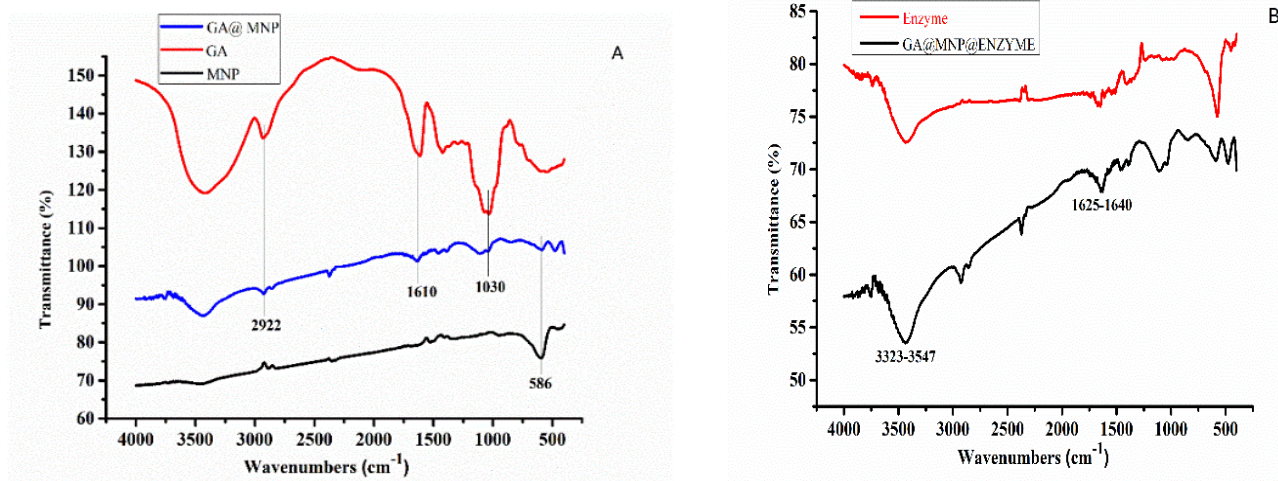 GA@ MNP
GA
MNP
A
150
140
130
120
110
100
90
80
70
60
Transmittance (%)
2922
1610
1030
586
4000 3500 3000 2500 2000 1500 1000 500
Wavenumbers (cm-1)
B
Enzyme
GA@MNP@ENZYME
85
80
75
70
65
60
55
50
Transmittance (%)
1625-1640
3323-3547
4000 3500 3000 2500 2000 1500 1000 500
Wavenumbers (cm-1)